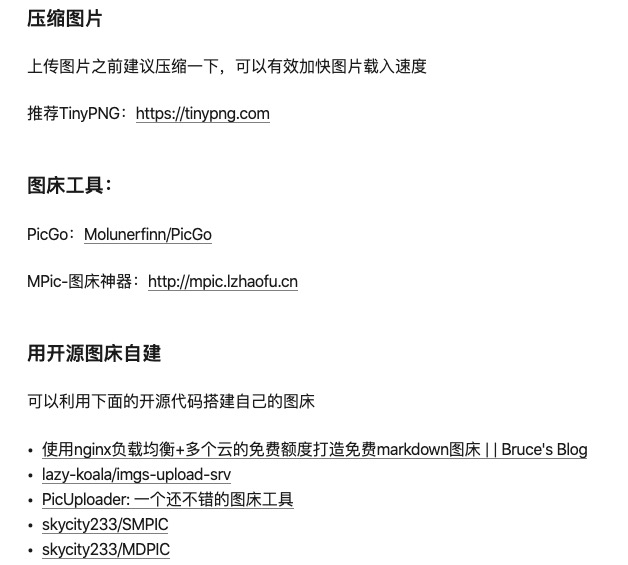 压缩图片
上传图片之前建议压缩一下，可以有效加快图片载入速度
推荐TinyPNG：https://tinypng.com
图床工具：
PicGo：Molunerfinn/PicGo
MPic-图床神器：http://mpic.lzhaofu.cn
用开源图床自建
可以利用下面的开源代码搭建自己的图床
• 使用nginx负载均衡+多个云的免费额度打造免费markdown图床 | | Bruce's Blog
• lazy-koala/imgs-upload-srv
• PicUploader: 一个还不错的图床工具
• skycity233/SMPIC
• skycity233/MDPIC